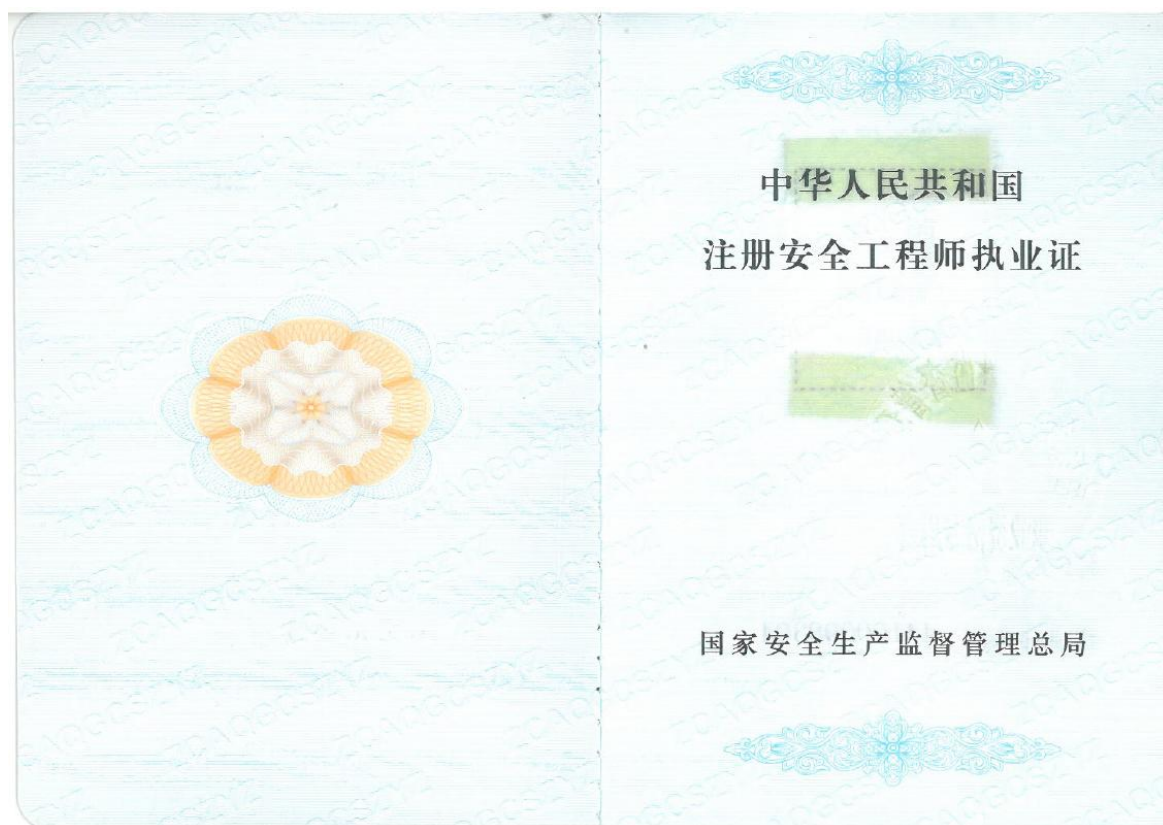 中华人民共和国
注册安全工程师执业证
国家安全生产监督管理总局